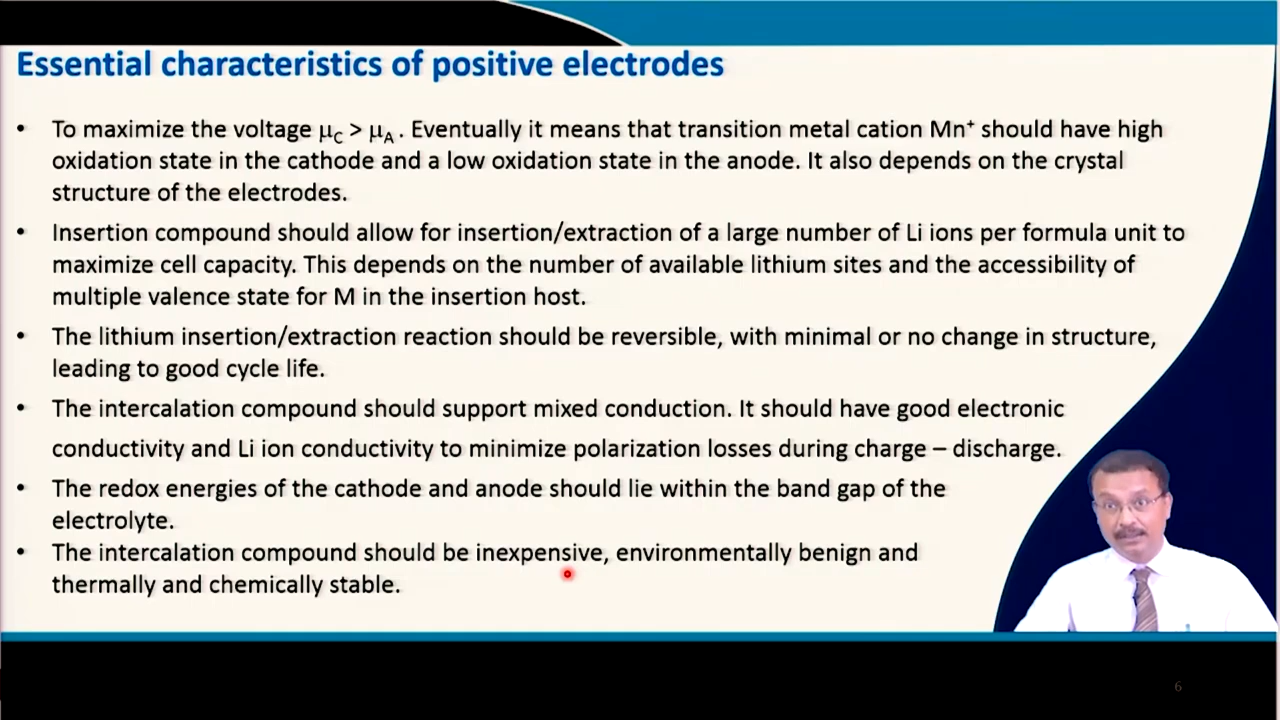 Essential characteristics of positive electrodes
• To maximize the voltage μC > μA . Eventually it means that transition metal cation Mn⁺ should have high
oxidation state in the cathode and a low oxidation state in the anode. It also depends on the crystal
structure of the electrodes.
• Insertion compound should allow for insertion/extraction of a large number of Li ions per formula unit to
maximize cell capacity. This depends on the number of available lithium sites and the accessibility of
multiple valence state for M in the insertion host.
• The lithium insertion/extraction reaction should be reversible, with minimal or no change in structure,
leading to good cycle life.
• The intercalation compound should support mixed conduction. It should have good electronic
conductivity and Li ion conductivity to minimize polarization losses during charge – discharge.
• The redox energies of the cathode and anode should lie within the band gap of the
electrolyte.
• The intercalation compound should be inexpensive, environmentally benign and
thermally and chemically stable.
6